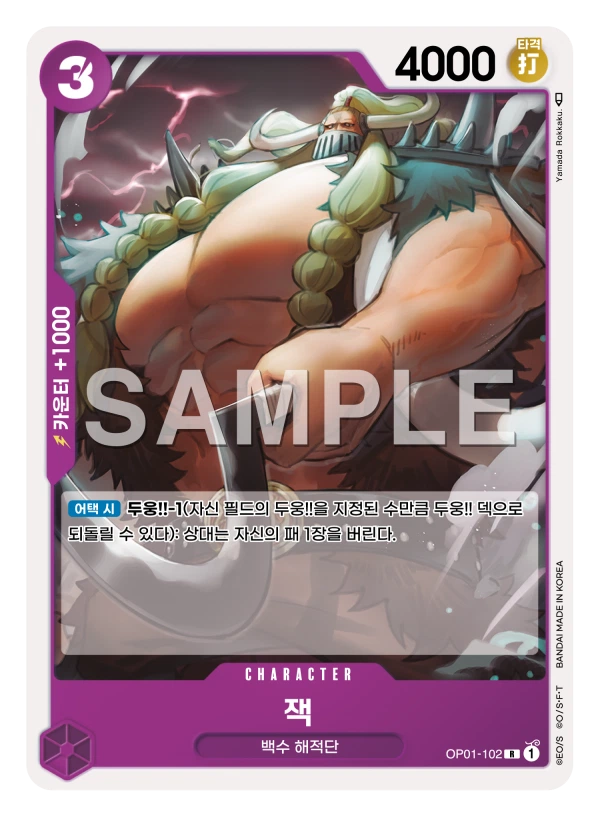 3
4000
타격
打
Yamada Rokkaku.
카운터 +1000
SAMPLE
어택 시 두웅!!-1(자신 필드의 두웅!!을 지정된 수만큼 두웅!! 덱으로
되돌릴 수 있다): 상대는 자신의 패 1장을 버린다.
CHARACTER
잭
백수 해적단
OP01-102 R 1
©EO/S ©O/S·F·T BANDAI MADE IN KOREA